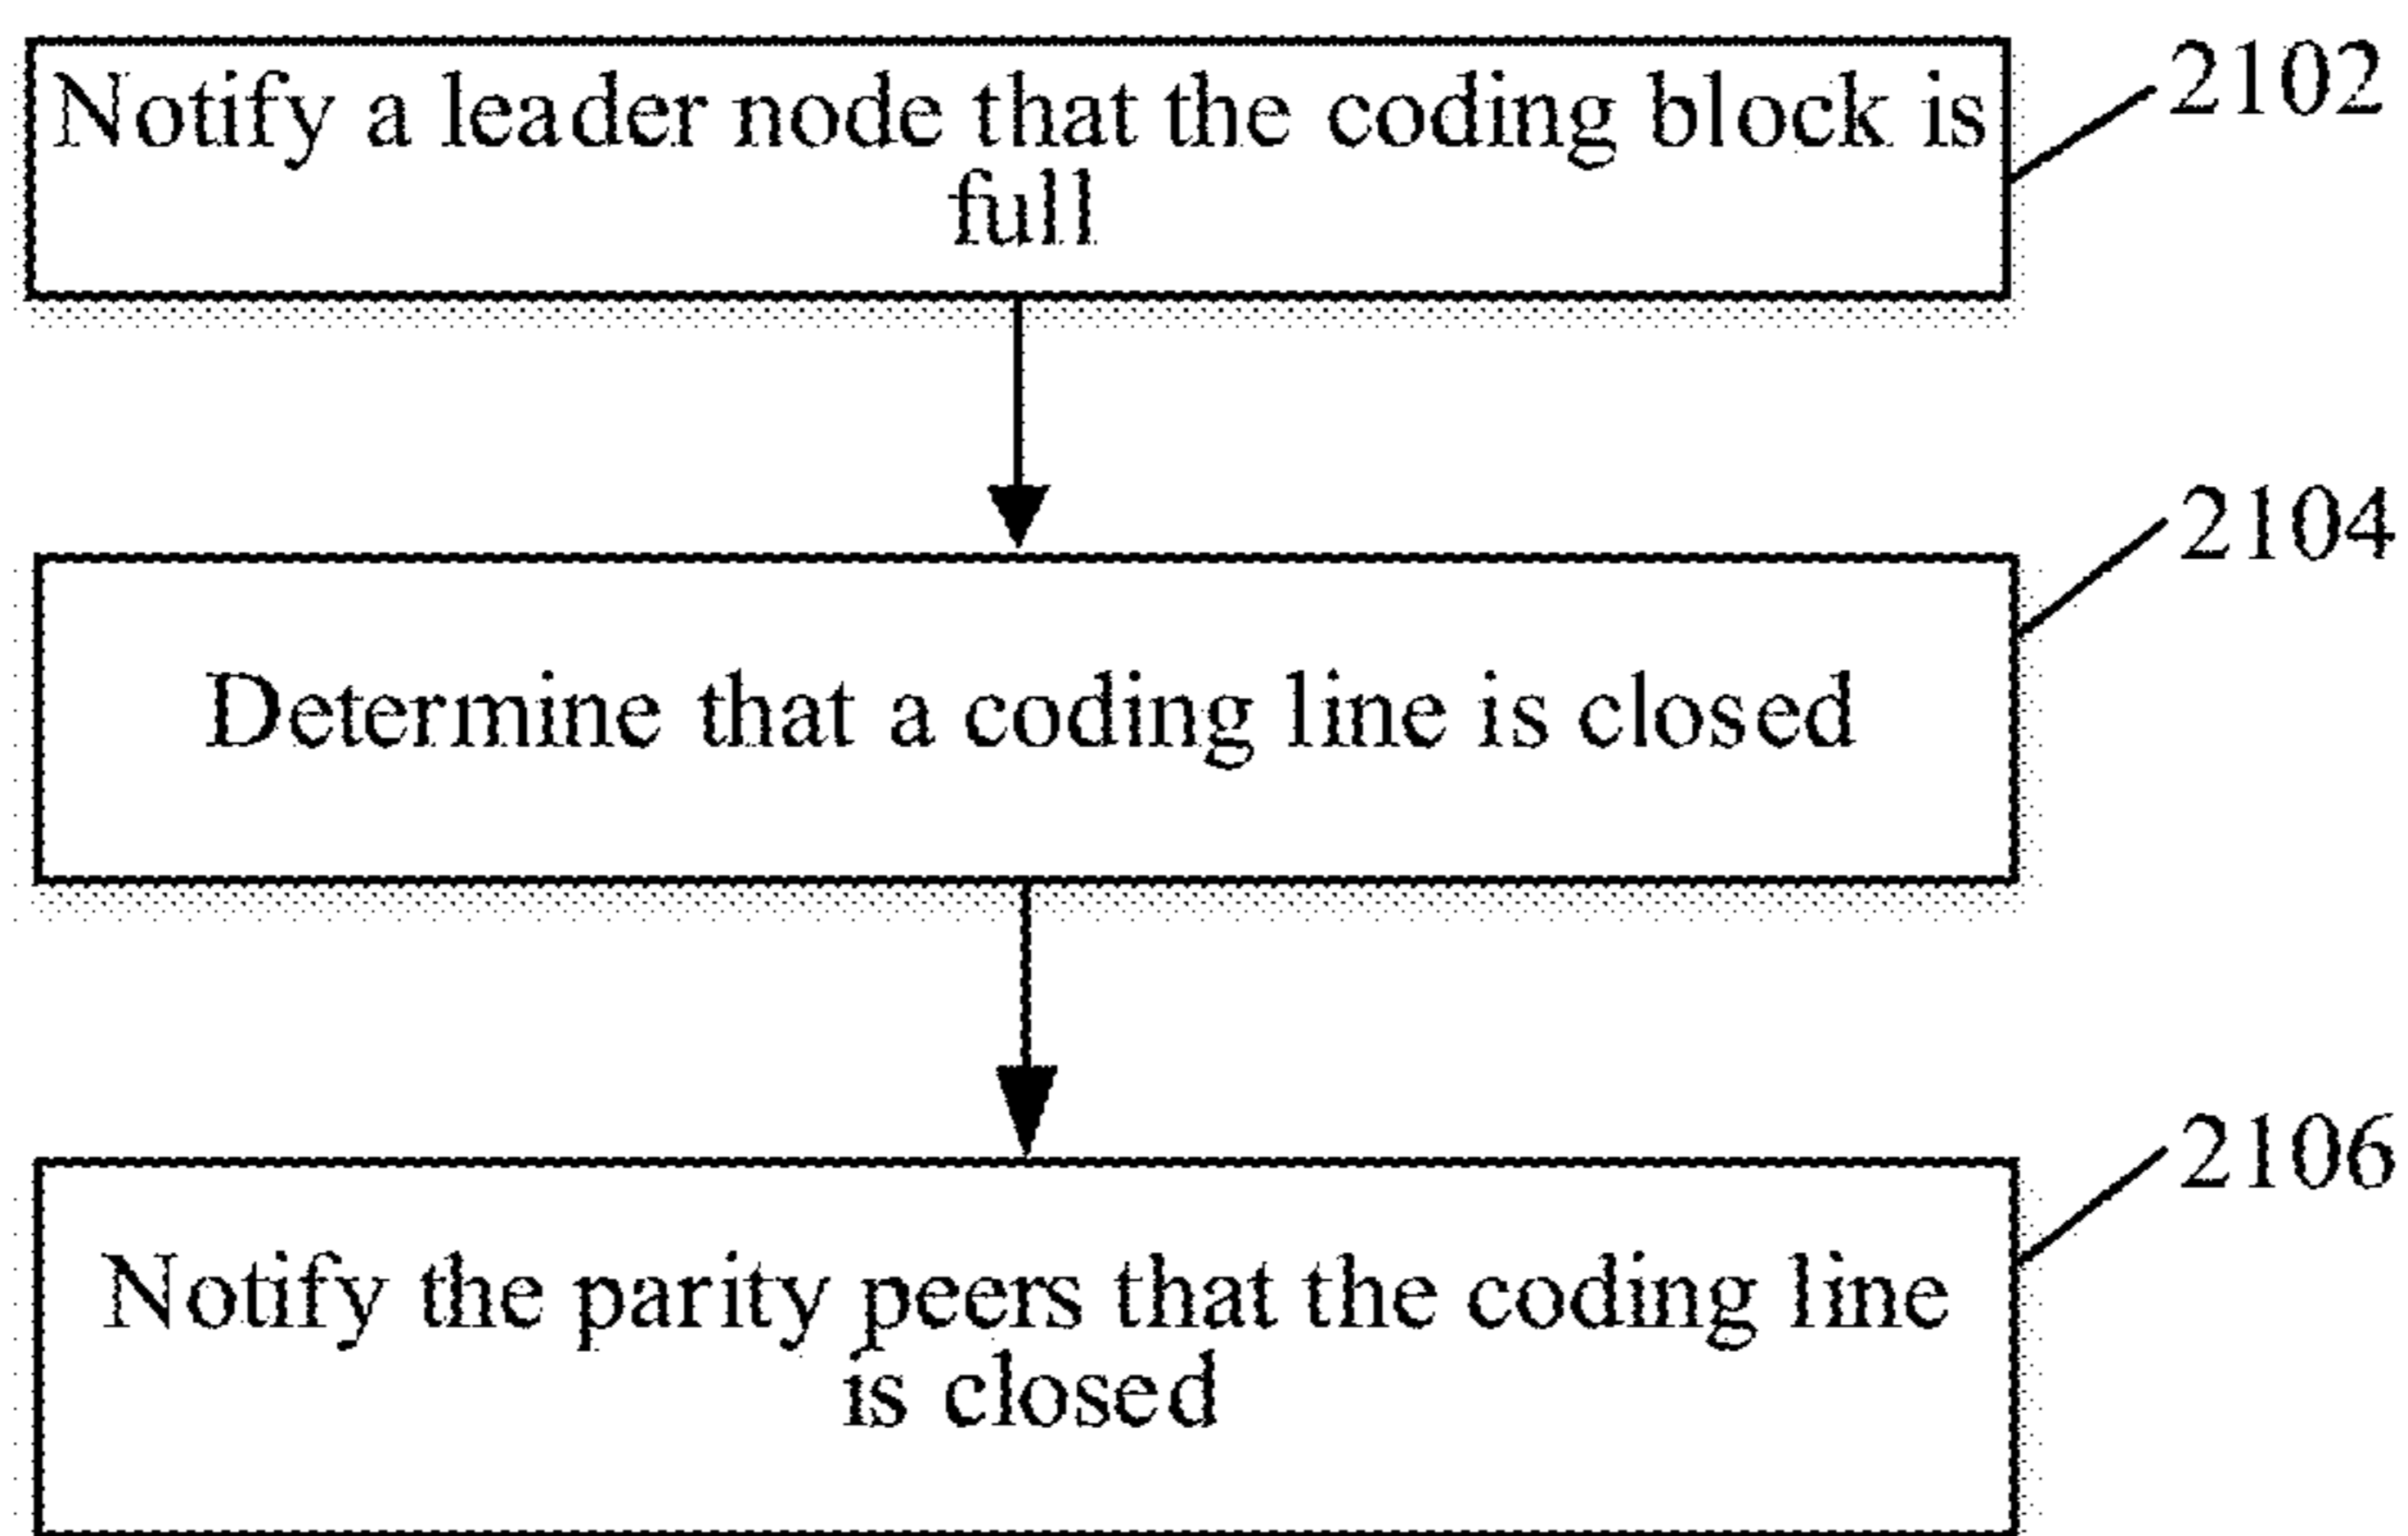 Notify a leader node that the coding block is
full
2102
Determine that a coding line is closed
2104
Notify the parity peers that the coding line
is closed
2106